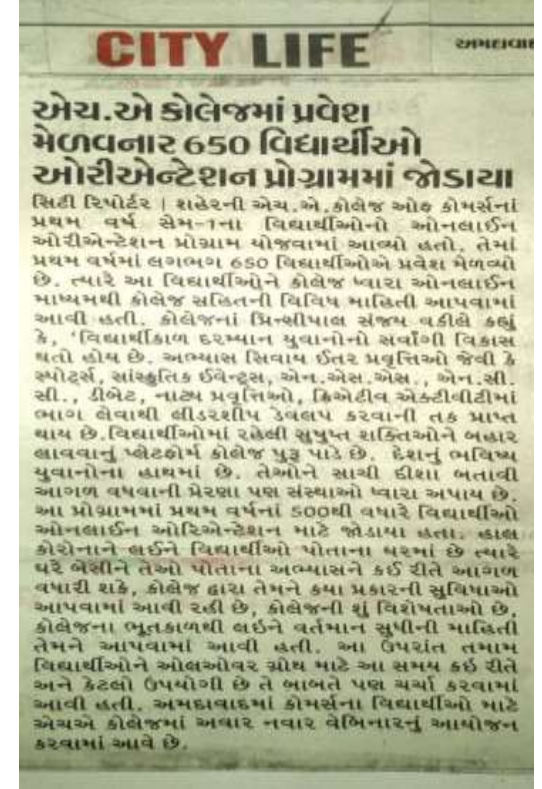 CITY LIFE
અમદાવાદ
એચ.એ કોલેજમાં પ્રવેશ
મેળવનાર 650 વિદ્યાર્થીઓ
ઓરીએન્ટેશન પ્રોગ્રામમાં જોડાયા
સિટી રિપોર્ટર | શહેરની એચ.એ.કોલેજ ઓફ કોમર્સનાં
પ્રથમ વર્ષ સેમ-1ના વિદ્યાર્થીઓનો ઓનલાઈન
ઓરીએન્ટેશન પ્રોગ્રામ યોજવામાં આવ્યો હતો. તેમાં
પ્રથમ વર્ષમાં લગભગ 650 વિદ્યાર્થીઓએ પ્રવેશ મેળવ્યો
છે. ત્યારે આ વિદ્યાર્થીઓને કોલેજ ધ્વારા ઓનલાઈન
માધ્યમથી કોલેજ સહિતની વિવિધ માહિતી આપવામાં
આવી હતી. કોલેજનાં પ્રિન્સીપાલ સંજય વકીલે કહ્યું
કે, ‘વિદ્યાર્થીકાળ દરમ્યાન યુવાનોનો સર્વાંગી વિકાસ
થતો હોય છે. અભ્યાસ સિવાય ઈતર પ્રવૃત્તિઓ જેવી કે
સ્પોર્ટ્સ, સાંસ્કૃતિક ઈવેન્ટ્સ, એન.એસ.એસ., એન.સી.
સી., ડીબેટ, નાટ્ય પ્રવૃત્તિઓ, ક્રિએટીવ એક્ટીવીટીમાં
ભાગ લેવાથી લીડરશીપ ડેવલપ કરવાની તક પ્રાપ્ત
થાય છે.વિદ્યાર્થીઓમાં રહેલી સુષુપ્ત શક્તિઓને બહાર
લાવવાનું પ્લેટફોર્મ કોલેજ પુરૂ પાડે છે. દેશનું ભવિષ્ય
યુવાનોના હાથમાં છે. તેઓને સાચી દીશા બતાવી
આગળ વધવાની પ્રેરણા પણ સંસ્થાઓ ધ્વારા અપાય છે.
આ પ્રોગ્રામમાં પ્રથમ વર્ષનાં 500થી વધારે વિદ્યાર્થીઓ
ઓનલાઈન ઓરિએન્ટેશન માટે જોડાયા હતા. હાલ
કોરોનાને લઈને વિદ્યાર્થીઓ પોતાના ઘરમાં છે ત્યારે
ઘરે બેસીને તેઓ પોતાના અભ્યાસને કઈ રીતે આગળ
વધારી શકે, કોલેજ દ્વારા તેમને કયા પ્રકારની સુવિધાઓ
આપવામાં આવી રહી છે, કોલેજની શું વિશેષતાઓ છે,
કોલેજના ભૂતકાળથી લઇને વર્તમાન સુધીની માહિતી
તેમને આપવામાં આવી હતી. આ ઉપરાંત તમામ
વિદ્યાર્થીઓને ઓલઓવર ગ્રોથ માટે આ સમય કઇ રીતે
અને કેટલો ઉપયોગી છે તે બાબતે પણ ચર્ચા કરવામાં
આવી હતી. અમદાવાદમાં કોમર્સના વિદ્યાર્થીઓ માટે
એચએ કોલેજમાં અવાર નવાર વેબિનારનું આયોજન
કરવામાં આવે છે.